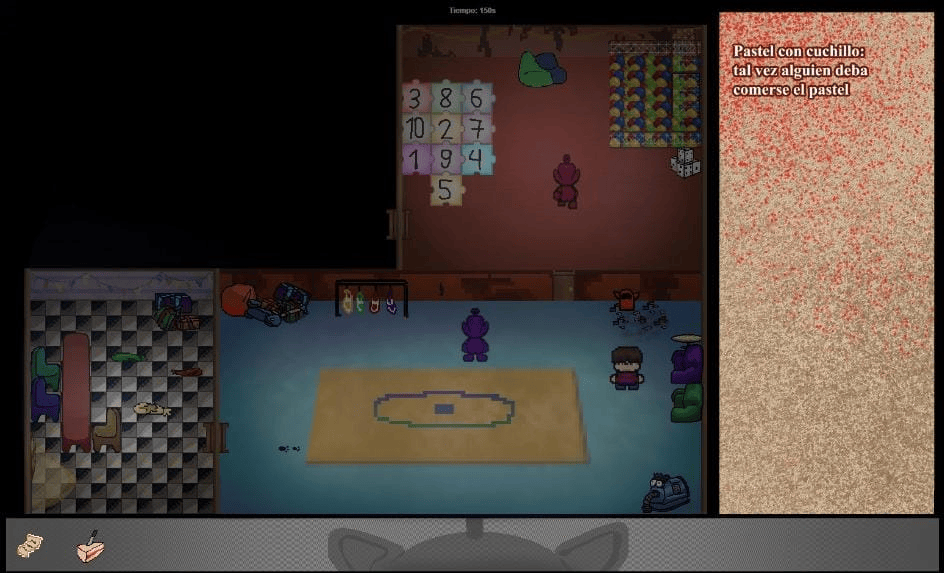 Tiempo: 150s
Pastel con cuchillo:
tal vez alguien deba
comerse el pastel
3 8 6
10 2 7
1 9 4
5